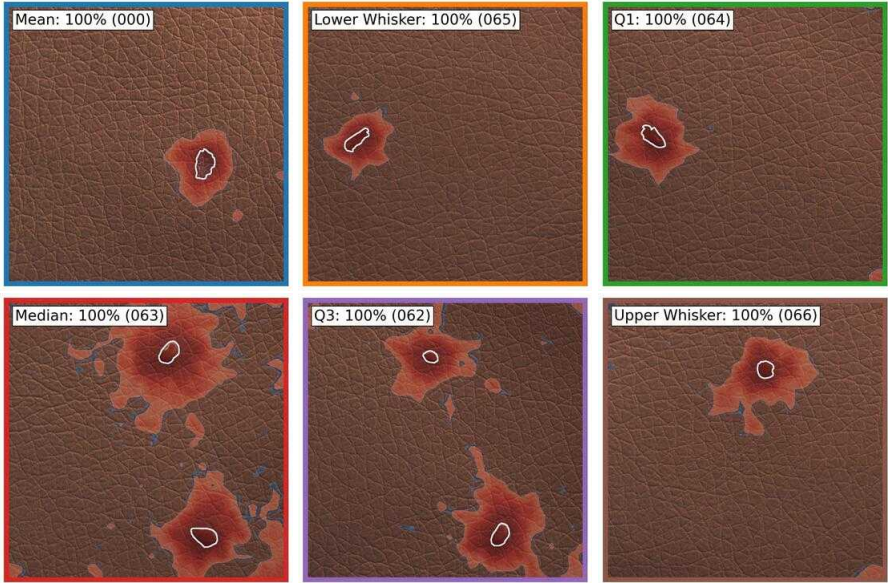 Mean: 100% (000)
Lower Whisker: 100% (065)
Q1: 100% (064)
Median: 100% (063)
Q3: 100% (062)
Upper Whisker: 100% (066)